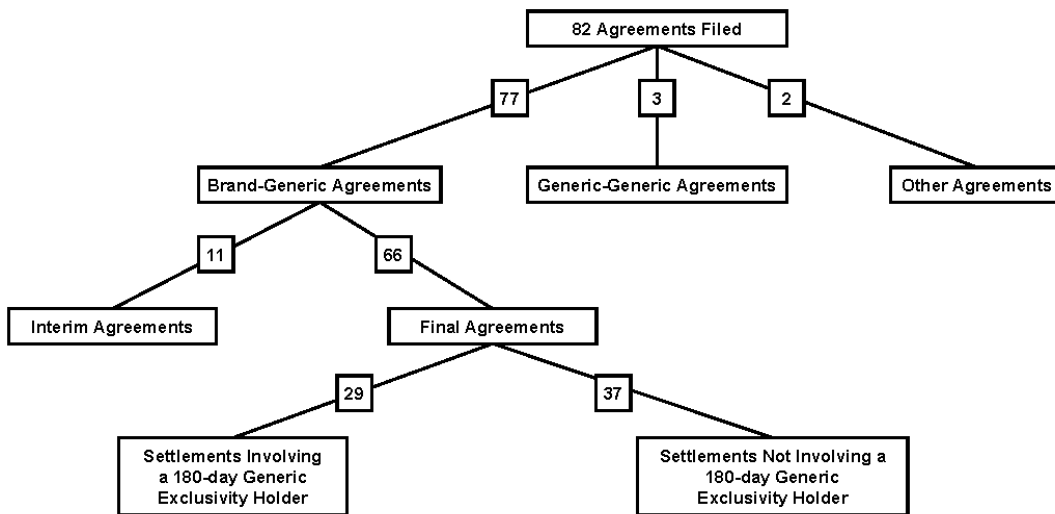 82 Agreements Filed
77
3
2
Brand-Generic Agreements
Generic-Generic Agreements
Other Agreements
11
66
Interim Agreements
Final Agreements
29
37
Settlements Involving
a 180-day Generic
Exclusivity Holder
Settlements Not Involving a
180-day Generic
Exclusivity Holder